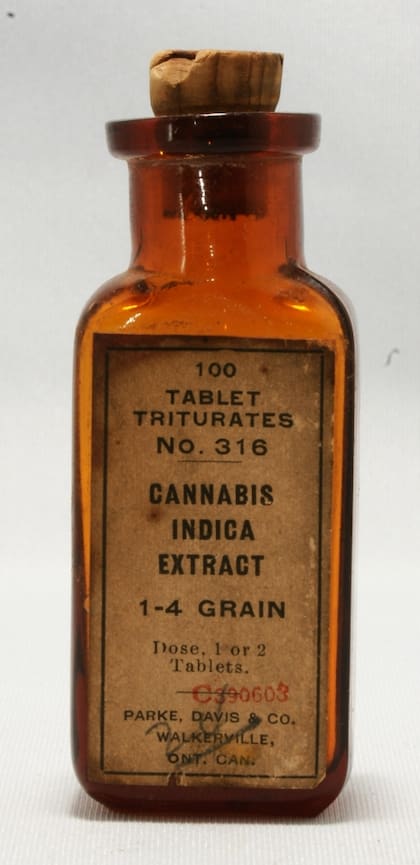 100
TABLET
TRITURATES
No. 316
CANNABIS
INDICA
EXTRACT
1-4 GRAIN
Dose, 1 or 2
Tablets.
C390603
PARKE, DAVIS & CO.
WALKERVILLE,
ONT. CAN.